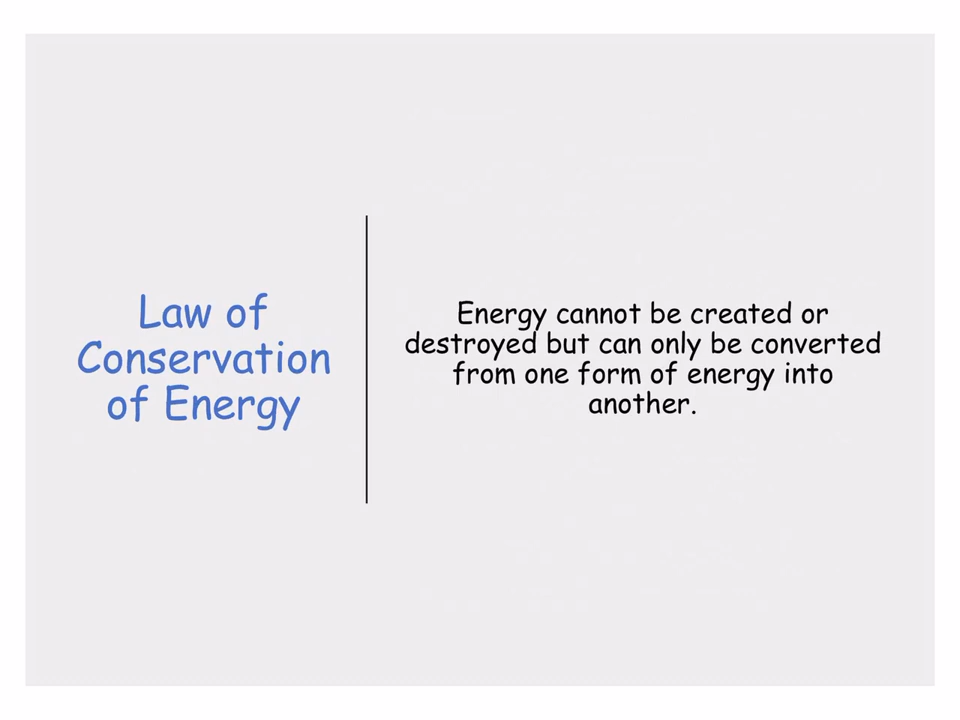 Law of
Conservation
of Energy
Energy cannot be created or
destroyed but can only be converted
from one form of energy into
another.